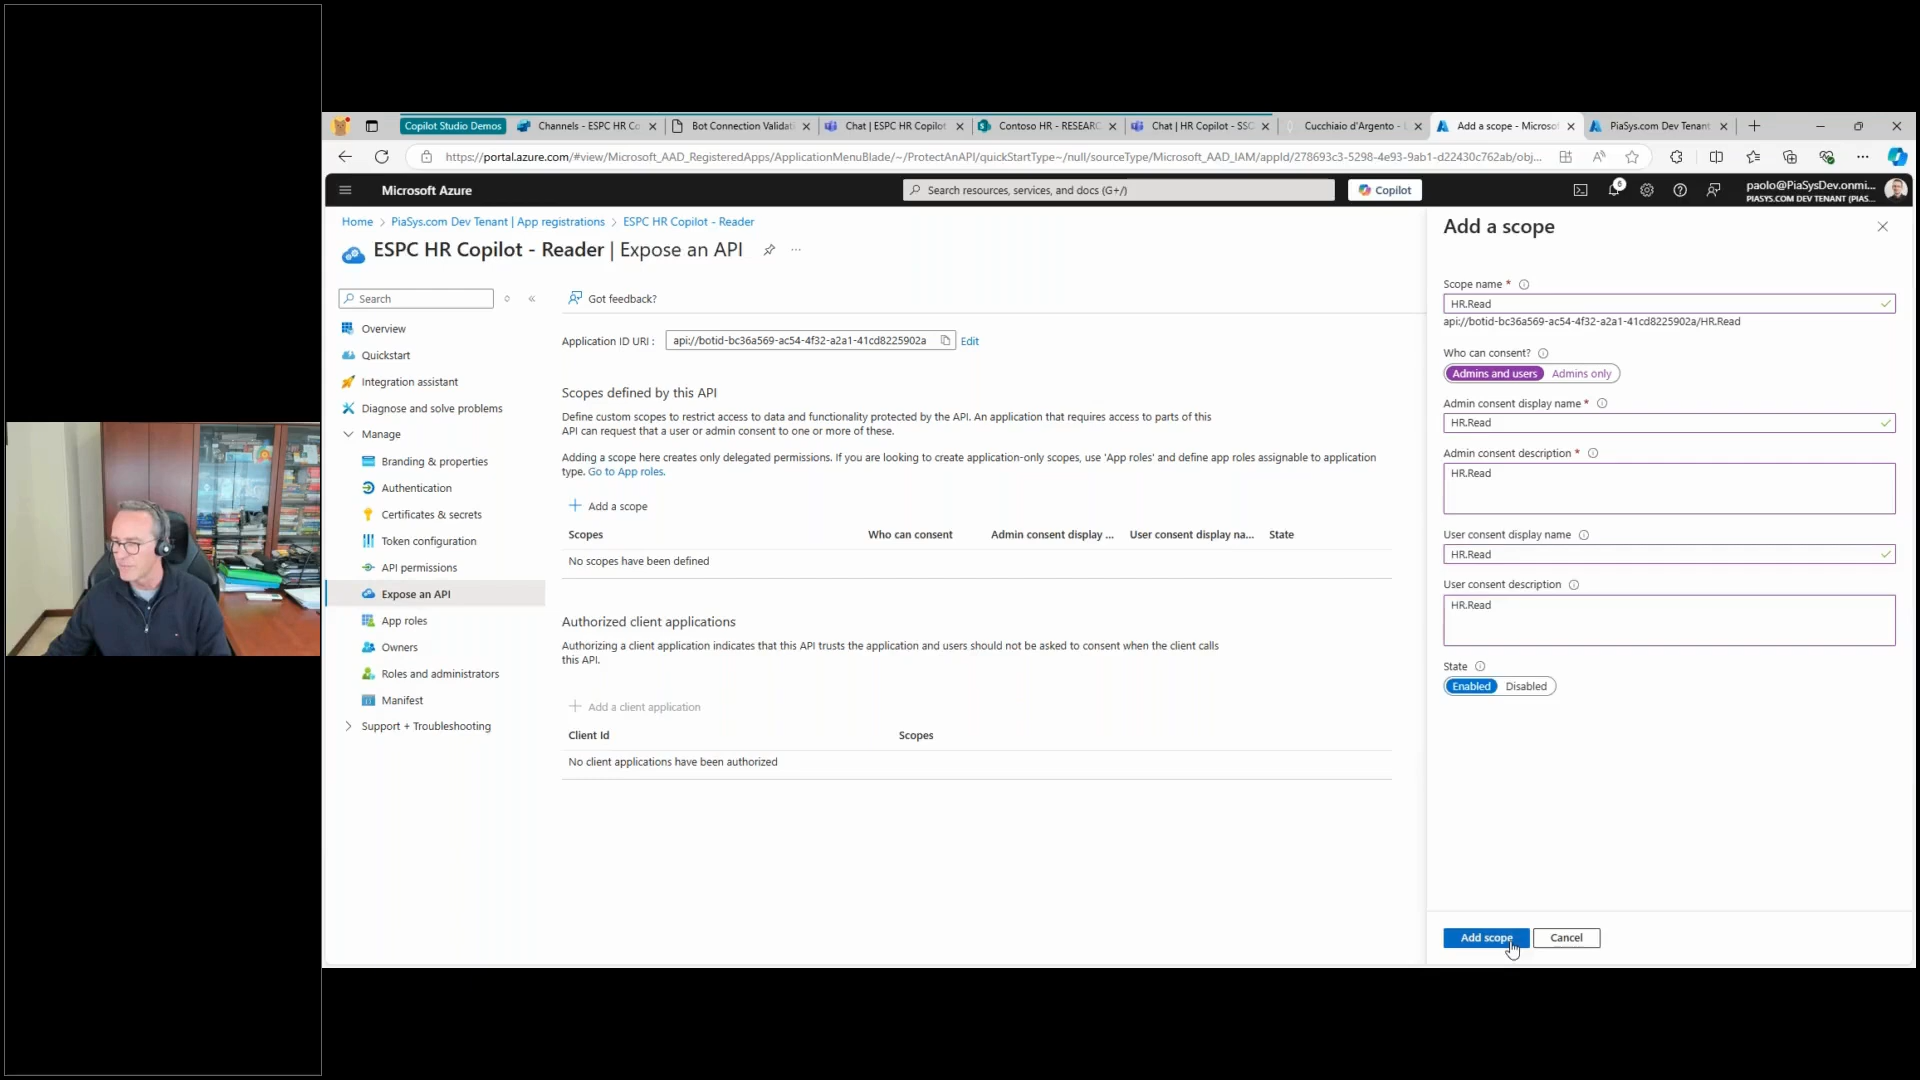 Copilot Studio Demos
Channels - ESPC HR Co
Bot Connection Validati
Chat | ESPC HR Copilot
Contoso HR - RESEARC
Chat | HR Copilot - SSC
Cucchiaio d'Argento - L
Add a scope - Microsof
PiaSys.com Dev Tenant
https://portal.azure.com/#view/Microsoft_AAD_RegisteredApps/ApplicationMenuBlade/~/ProtectAnAPI/quickStartType~/null/sourceType/Microsoft_AAD_IAM/appId/278693c3-5298-4e93-9ab1-d22430c762ab/obj...
Microsoft Azure
Search resources, services, and docs (G+/)
Copilot
6
paolo@PiaSysDev.onmi...
PIASYS.COM DEV TENANT (PIAS...
Home > PiaSys.com Dev Tenant | App registrations > ESPC HR Copilot - Reader
ESPC HR Copilot - Reader | Expose an API
...
Search
Overview
Quickstart
Integration assistant
Diagnose and solve problems
Manage
Branding & properties
Authentication
Certificates & secrets
Token configuration
API permissions
Expose an API
App roles
Owners
Roles and administrators
Manifest
Support + Troubleshooting
Got feedback?
Application ID URI :
api://botid-bc36a569-ac54-4f32-a2a1-41cd8225902a
Edit
Scopes defined by this API
Define custom scopes to restrict access to data and functionality protected by the API. An application that requires access to parts of this
API can request that a user or admin consent to one or more of these.
Adding a scope here creates only delegated permissions. If you are looking to create application-only scopes, use 'App roles' and define app roles assignable to application
type. Go to App roles.
Add a scope
Scopes
Who can consent
Admin consent display ...
User consent display na...
State
No scopes have been defined
Authorized client applications
Authorizing a client application indicates that this API trusts the application and users should not be asked to consent when the client calls
this API.
Add a client application
Client Id
Scopes
No client applications have been authorized
Add a scope
Scope name *
HR.Read
api://botid-bc36a569-ac54-4f32-a2a1-41cd8225902a/HR.Read
Who can consent?
Admins and users
Admins only
Admin consent display name *
HR.Read
Admin consent description *
HR.Read
User consent display name
HR.Read
User consent description
HR.Read
State
Enabled
Disabled
Add scope
Cancel